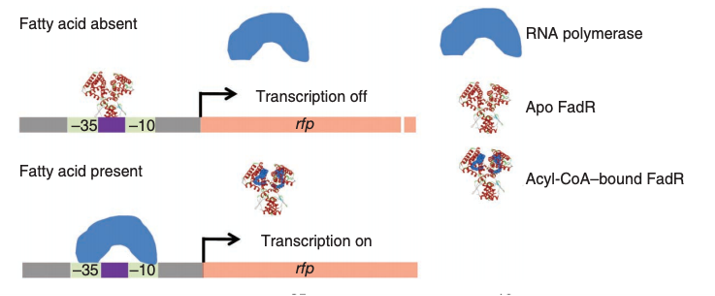 Fatty acid absent
RNA polymerase
Transcription off
Apo FadR
–35
–10
rfp
Fatty acid present
Acyl-CoA–bound FadR
Transcription on
–35
–10
rfp